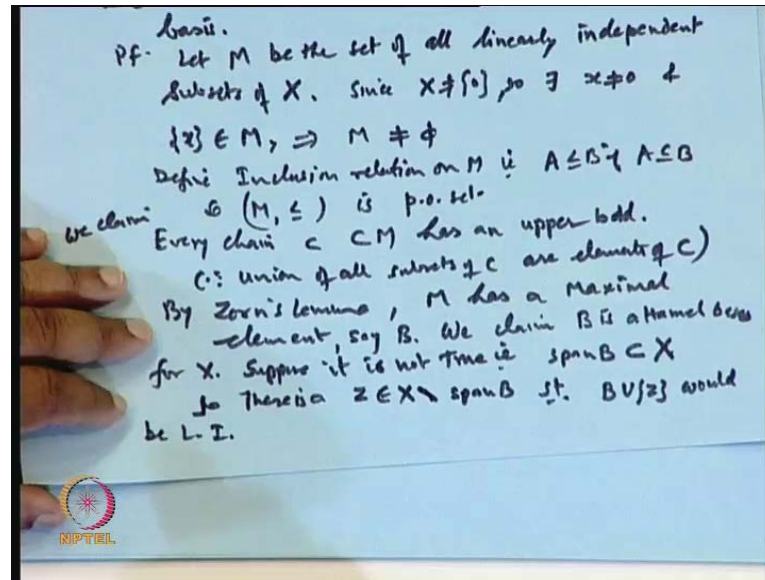 basis.
Pf. Let M be the set of all linearly independent
subsets of X. Since X ≠ {0}, so ∃ x ≠ 0 &
{x} ∈ M, ⇒ M ≠ ϕ
Define Inclusion relation on M ie A ≤ B if A ⊆ B
so (M, ≤) is p.o. set.
We claim Every chain C ⊂ M has an upper bdd.
(∵ union of all subsets of X are elements of C)
By Zorn's lemma, M has a Maximal
element, say B. We claim B is a Hamel basis
for X. Suppose it is not true ie span B ⊂ X
So There is a Z ∈ X \ span B st. B ∪ {z} would
be L.I.
NPTEL